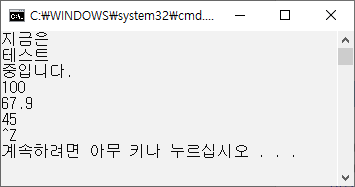 C:₩WINDOWS₩system32₩cmd....
지금은
테스트
중입니다.
100
67.9
45
^Z
계속하려면 아무 키나 누르십시오 . . .